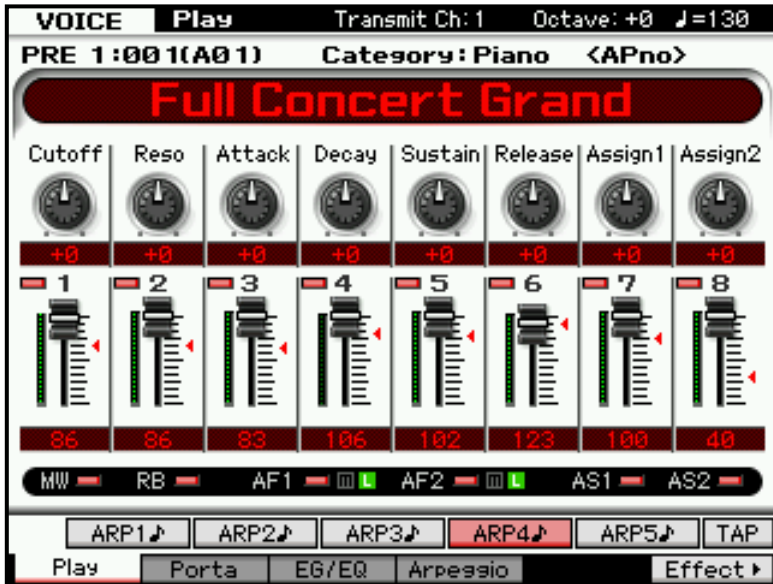 VOICE Play Transmit Ch: 1 Octave: +0 ♩=130
PRE 1:001(A01) Category: Piano <APno>
Full Concert Grand
Cutoff Reso Attack Decay Sustain Release Assign1 Assign2
+0 +0 +0 +0 +0 +0 +0 +0
1 2 3 4 5 6 7 8
86 86 83 106 102 123 100 40
MW RB AF1 m L AF2 m L AS1 AS2
ARP1♪ ARP2♪ ARP3♪ ARP4♪ ARP5♪ TAP
Play Porta EG/EQ Arpeggio Effect